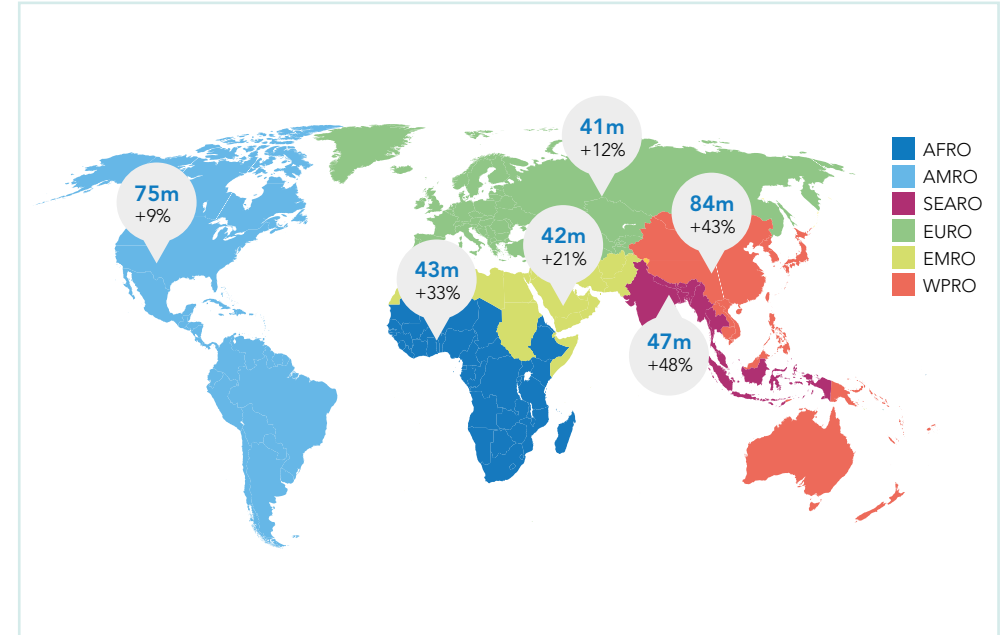 41m
+12%
75m
+9%
84m
+43%
42m
+21%
43m
+33%
47m
+48%
AFRO
AMRO
SEARO
EURO
EMRO
WPRO